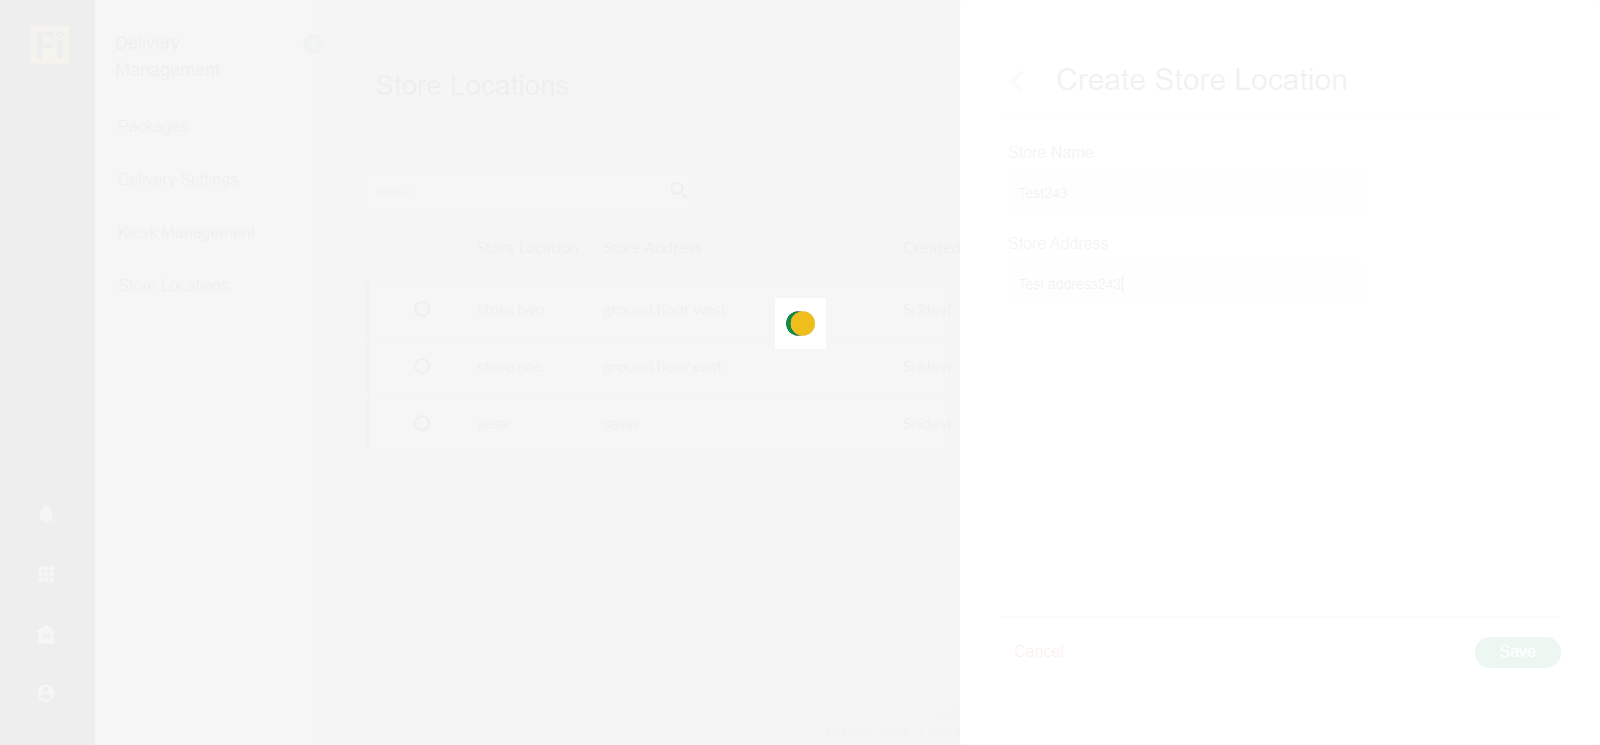 Fi
Delivery
Management
Packages
Delivery Settings
Kiosk Management
Store Locations
Store Locations
Store Location Store Address Created
store two ground floor west Sridevi
store one ground floor east Sridevi
aasa sasas Sridevi
Create Store Location
Store Name
Test243
Store Address
Test address243
Cancel Save